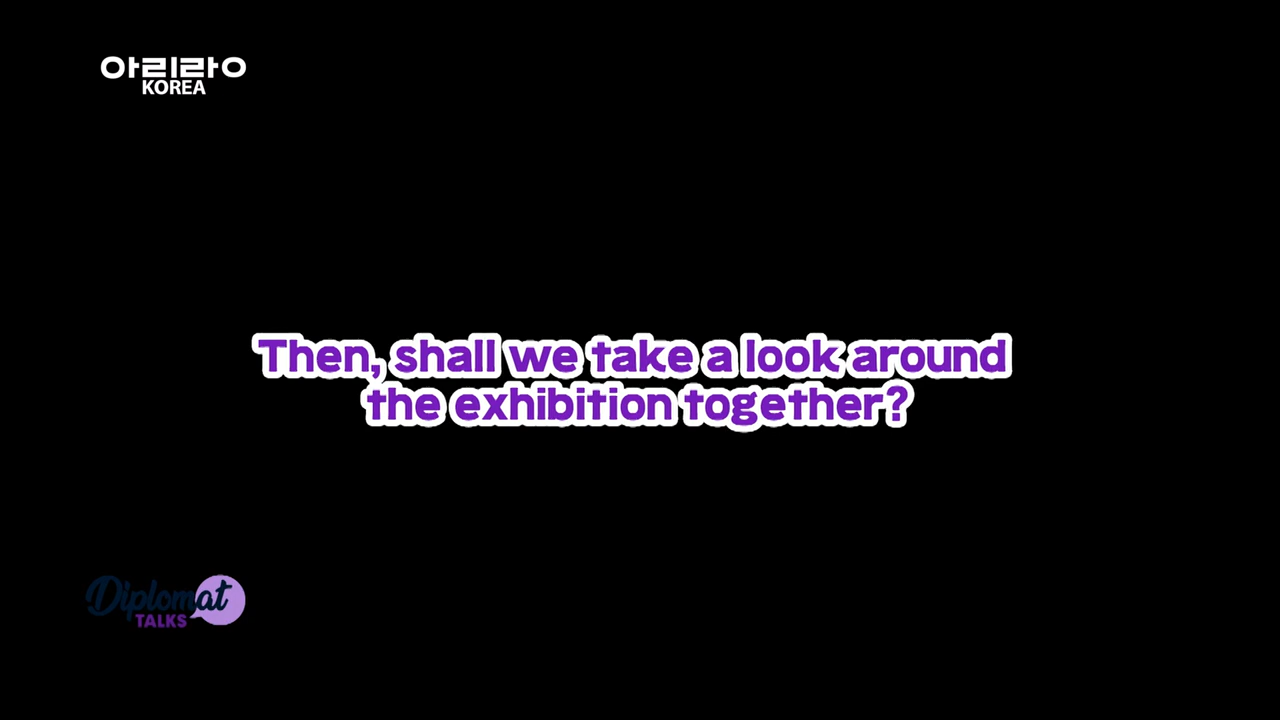 아리랑
KOREA
Then, shall we take a look around
the exhibition together?
Diplomat
TALKS